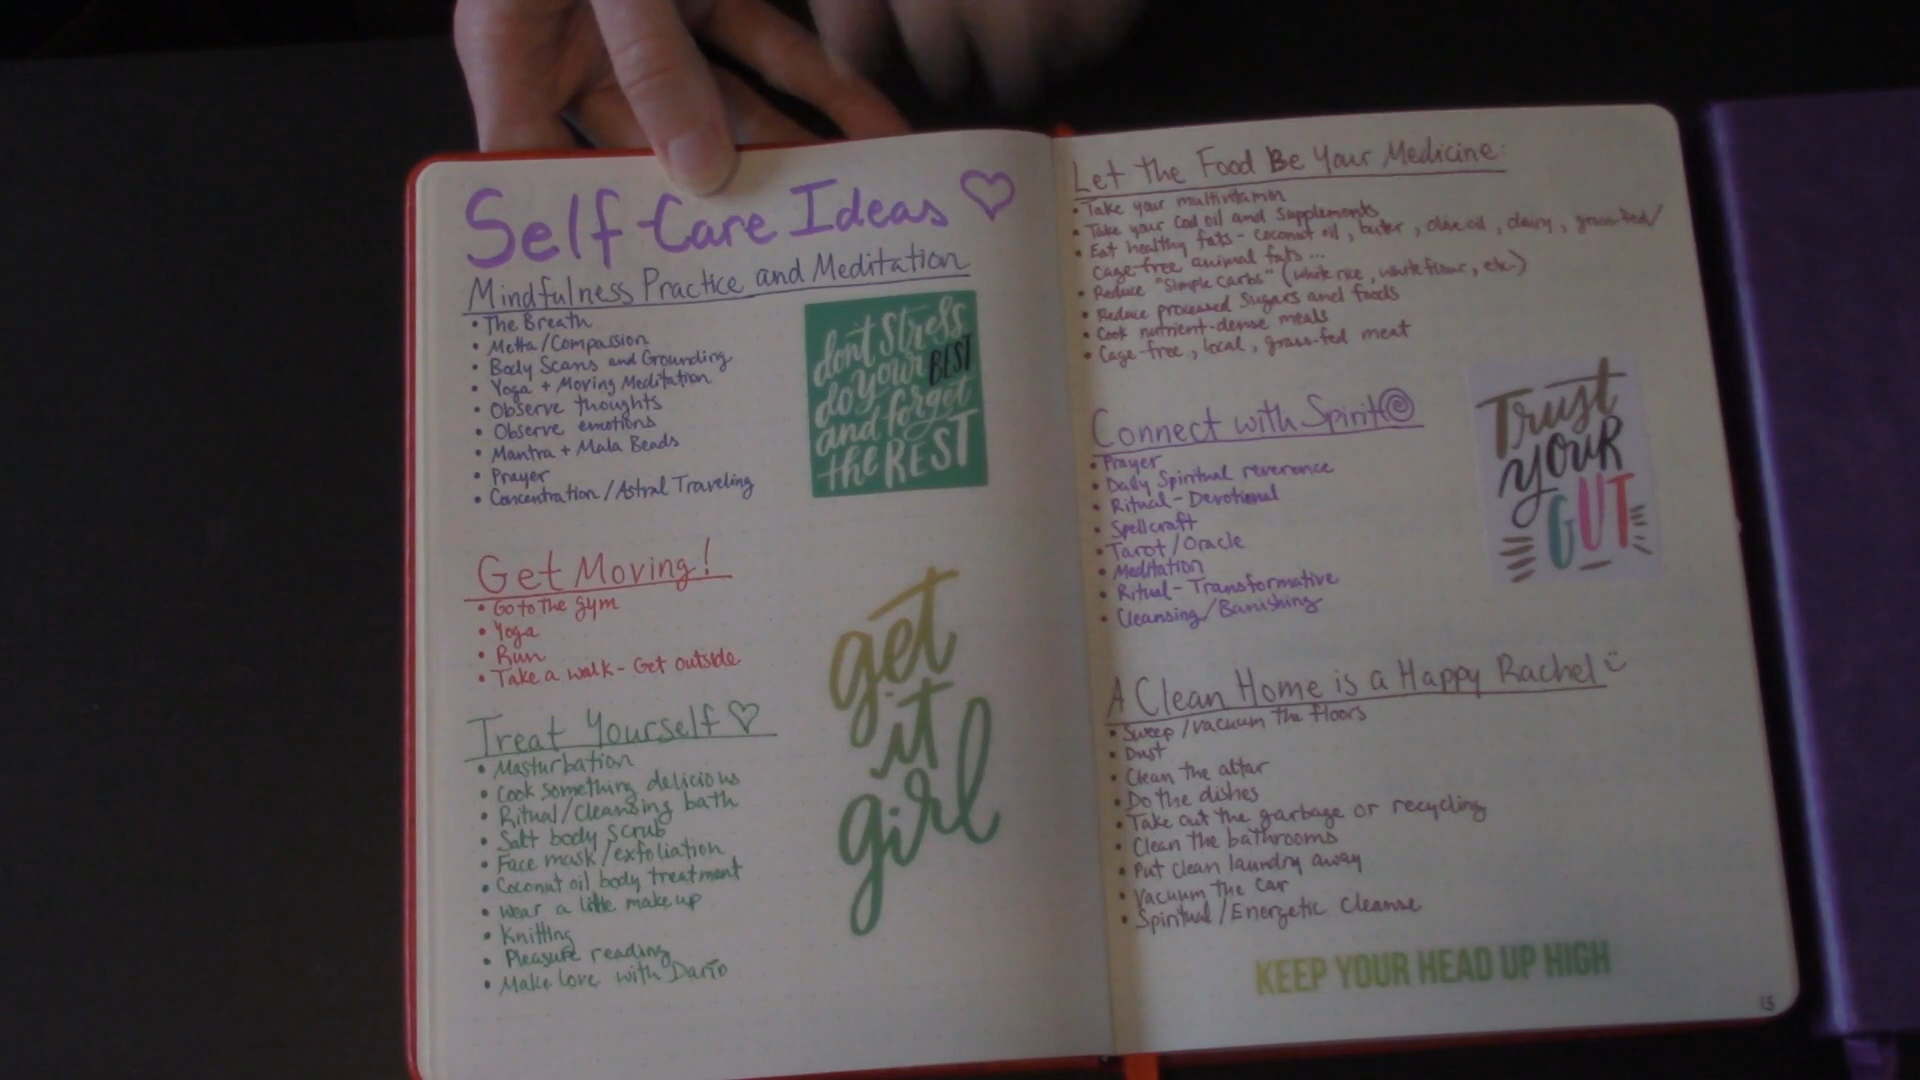 Self-Care Ideas
Mindfulness Practice and Meditation
• The Breath
• Metta/Compassion
• Body Scans and Grounding
• Yoga + Moving Meditation
• Observe thoughts
• Observe emotions
• Mantra + Mala Beads
• Prayer
• Concentration/Astral Traveling
don't stress
do your BEST
and forget
the REST
Get Moving!
• Go to the gym
• Yoga
• Run
• Take a walk - Get outside
Treat Yourself
• Masturbation
• Cook something delicious
• Ritual/Cleansing bath
• Salt body scrub
• Face mask/exfoliation
• Coconut oil body treatment
• Wear a little makeup
• Knitting
• Pleasure reading
• Make love with Dario
get
it
girl
Let the Food Be Your Medicine:
• Take your multivitamin
• Take your Cod oil and supplements
• Eat healthy fats - coconut oil, butter, olive oil, dairy, grass-fed/
cage-free animal fats...
• Reduce "Simple Carbs" (white rice, white flour, etc.)
• Reduce processed sugars and foods
• Cook nutrient-dense meals
• Cage-free, local, grass-fed meat
Connect with Spirit
• Prayer
• Daily Spiritual reverence
• Ritual - Devotional
• Spellcraft
• Tarot/Oracle
• Meditation
• Ritual - Transformative
• Cleansing/Banishing
Trust
your
GUT
A Clean Home is a Happy Rachel
• Sweep/vacuum the floors
• Dust
• Clean the altar
• Do the dishes
• Take out the garbage or recycling
• Clean the bathrooms
• Put clean laundry away
• Vacuum the car
• Spiritual/Energetic Cleanse
KEEP YOUR HEAD UP HIGH